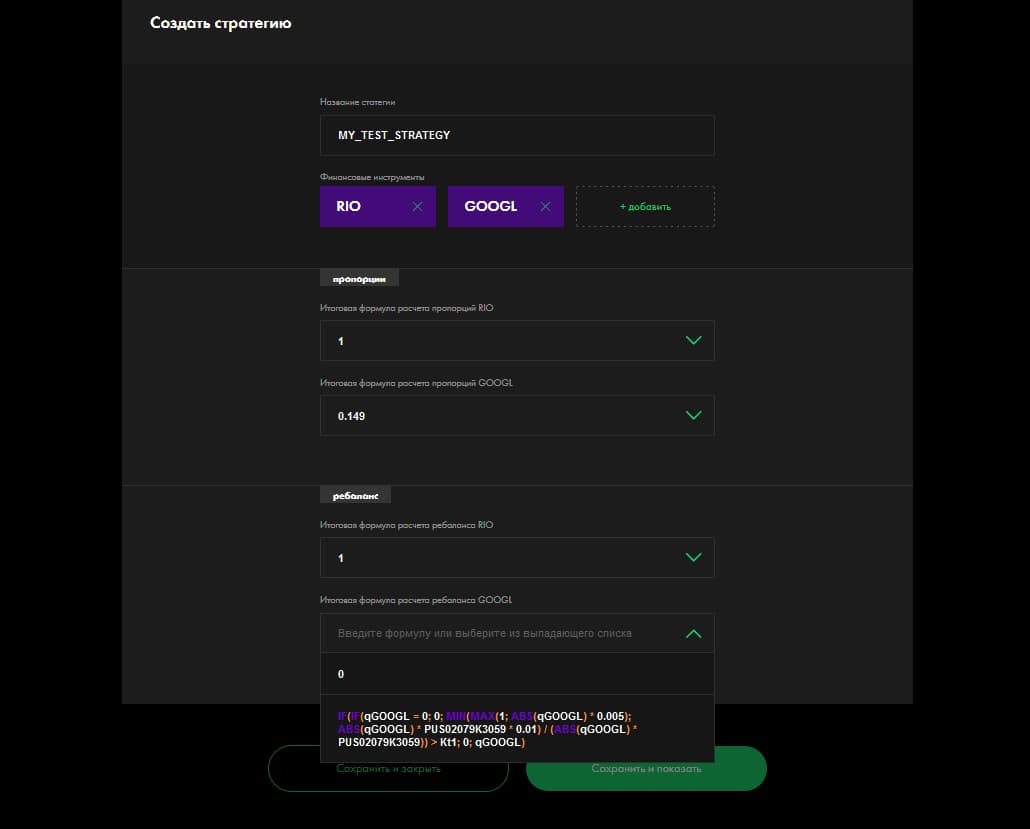 Создать стратегию
Название статегии
MY_TEST_STRATEGY
Финансовые инструменты
RIO
GOOGL
+ добавить
пропорции
Итоговая формула расчета пропорций RIO
1
Итоговая формула расчета пропорций GOOGL
0.149
ребаланс
Итоговая формула расчета ребаланса RIO
1
Итоговая формула расчета ребаланса GOOGL
Введите формулу или выберите из выпадающего списка
0
IF(IF(qGOOGL = 0; 0; MIN(MAX(1; ABS(qGOOGL) * 0.005);
ABS(qGOOGL) * PUS02079K3059 * 0.01) / (ABS(qGOOGL) *
PUS02079K3059)) > Kt1; 0; qGOOGL)
Сохранить и закрыть
Сохранить и показать